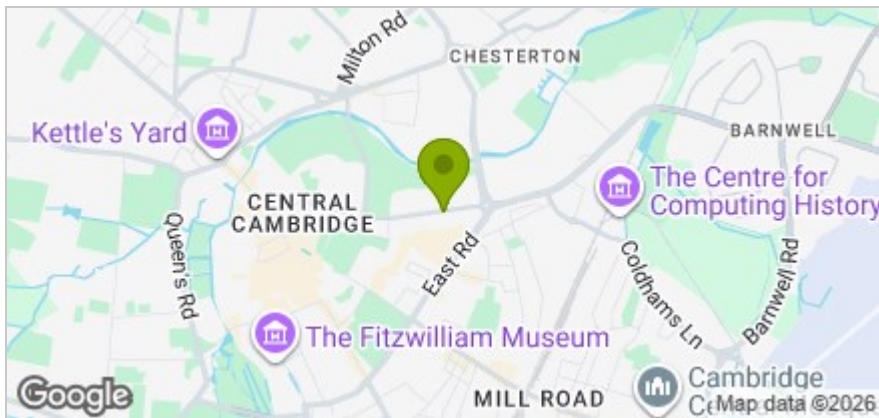 Milton Rd
CHESTERTON
Kettle's Yard
BARNWELL
The Centre for
Computing History
CENTRAL
CAMBRIDGE
Queen's Rd
East Rd
Coldhams Ln
Barnwell Rd
The Fitzwilliam Museum
MILL ROAD
Cambridge
Google
Map data ©2026